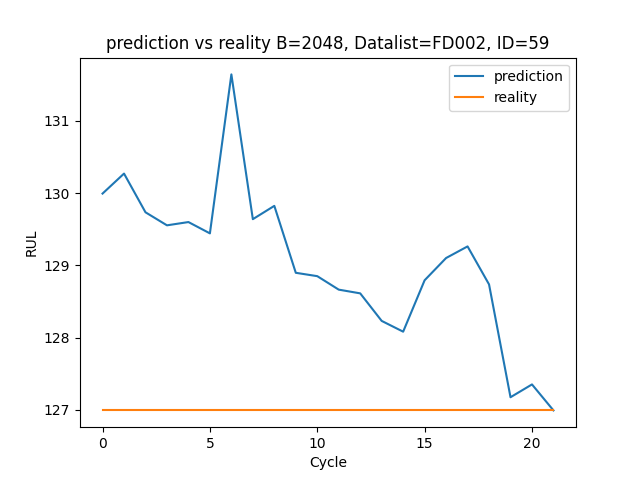 prediction vs reality B=2048, Datalist=FD002, ID=59
prediction
reality
131
130
129
128
127
RUL
0 5 10 15 20
Cycle